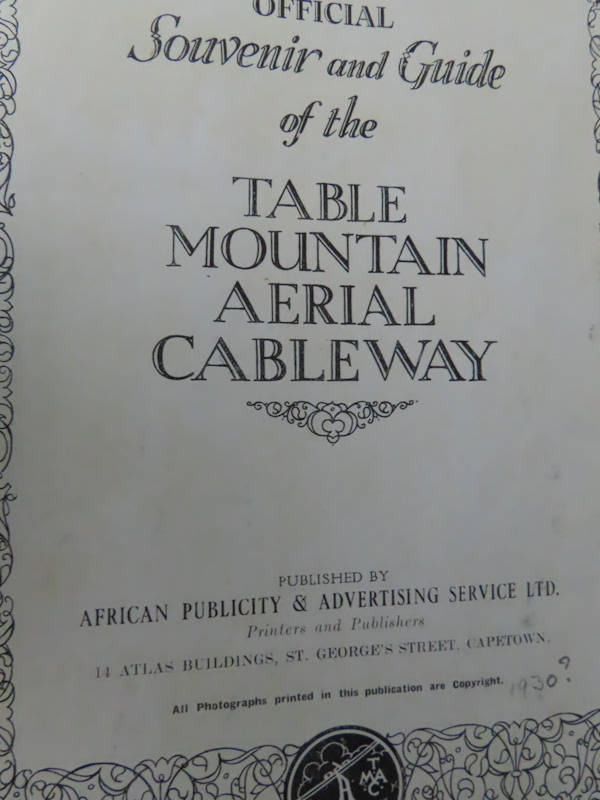 OFFICIAL
Souvenir and Guide
of the
TABLE
MOUNTAIN
AERIAL
CABLEWAY
PUBLISHED BY
AFRICAN PUBLICITY & ADVERTISING SERVICE LTD.
Printers and Publishers
14 ATLAS BUILDINGS, ST. GEORGE'S STREET, CAPETOWN.
All Photographs printed in this publication are Copyright.
1930?
T
M A
C